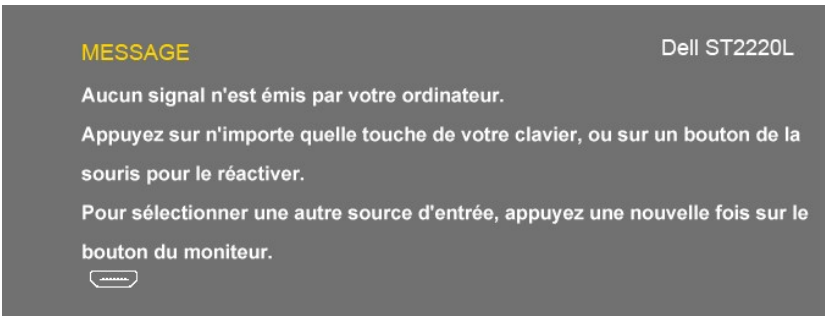 MESSAGE
Dell ST2220L
Aucun signal n'est émis par votre ordinateur.
Appuyez sur n'importe quelle touche de votre clavier, ou sur un bouton de la
souris pour le réactiver.
Pour sélectionner une autre source d'entrée, appuyez une nouvelle fois sur le
bouton du moniteur.